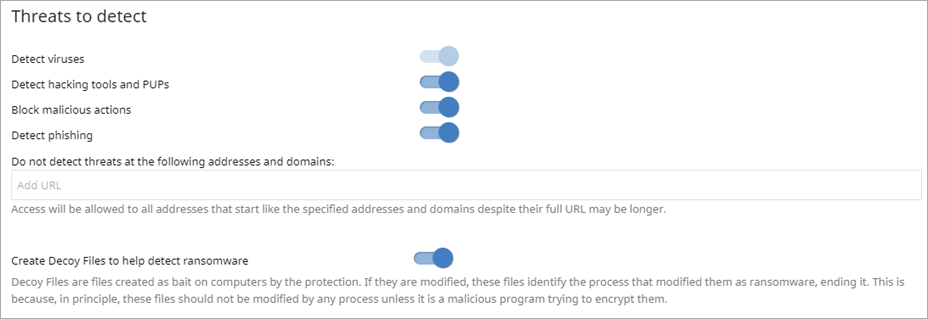 Threats to detect
Detect viruses
Detect hacking tools and PUPs
Block malicious actions
Detect phishing
Do not detect threats at the following addresses and domains:
Add URL
Access will be allowed to all addresses that start like the specified addresses and domains despite their full URL may be longer.
Create Decoy Files to help detect ransomware
Decoy Files are files created as bait on computers by the protection. If they are modified, these files identify the process that modified them as ransomware, ending it. This is
because, in principle, these files should not be modified by any process unless it is a malicious program trying to encrypt them.